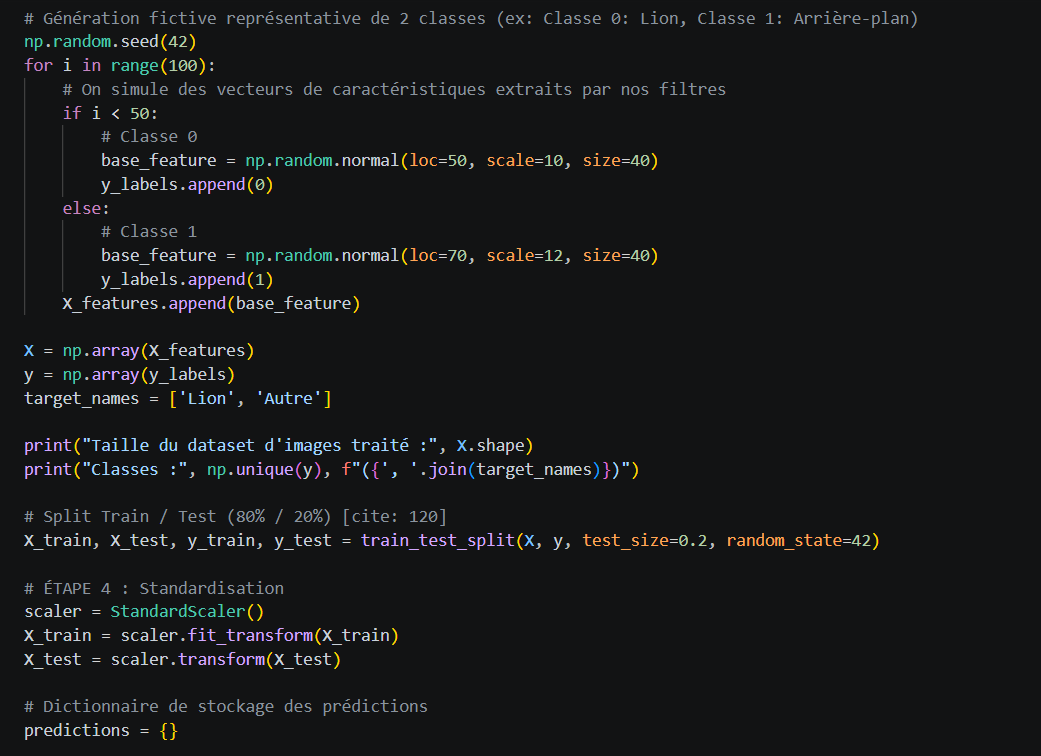 # Génération fictive représentative de 2 classes (ex: Classe 0: Lion, Classe 1: Arrière-plan)
np.random.seed(42)
for i in range(100):
    # On simule des vecteurs de caractéristiques extraits par nos filtres
    if i < 50:
        # Classe 0
        base_feature = np.random.normal(loc=50, scale=10, size=40)
        y_labels.append(0)
    else:
        # Classe 1
        base_feature = np.random.normal(loc=70, scale=12, size=40)
        y_labels.append(1)
    X_features.append(base_feature)

X = np.array(X_features)
y = np.array(y_labels)
target_names = ['Lion', 'Autre']

print("Taille du dataset d'images traité :", X.shape)
print("Classes :", np.unique(y), f"({', '.join(target_names)})")

# Split Train / Test (80% / 20%) [cite: 120]
X_train, X_test, y_train, y_test = train_test_split(X, y, test_size=0.2, random_state=42)

# ÉTAPE 4 : Standardisation
scaler = StandardScaler()
X_train = scaler.fit_transform(X_train)
X_test = scaler.transform(X_test)

# Dictionnaire de stockage des prédictions
predictions = {}